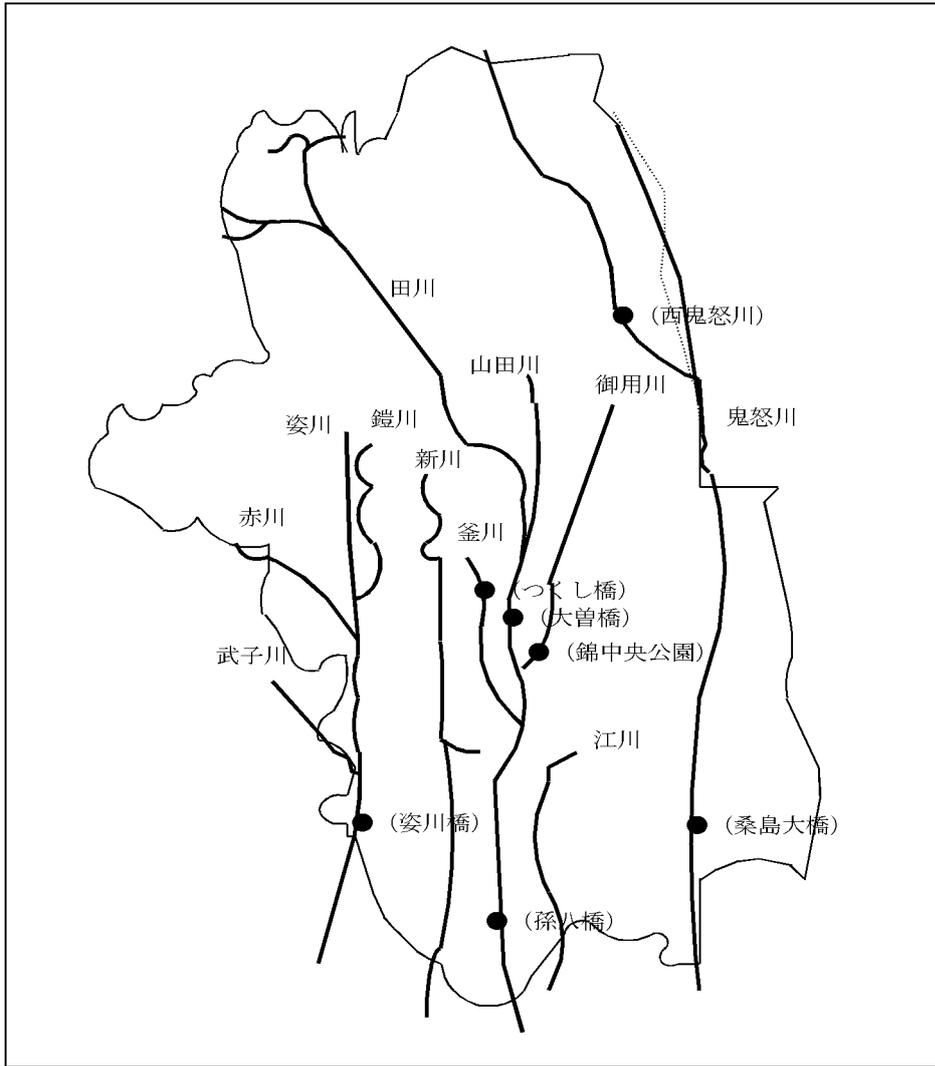 田川
（西鬼怒川）
山田川
御用川
鬼怒川
姿川
鎧川
新川
赤川
釜川
（つくし橋）
（大曽橋）
（錦中央公園）
武子川
江川
（姿川橋）
（桑島大橋）
（孫八橋）